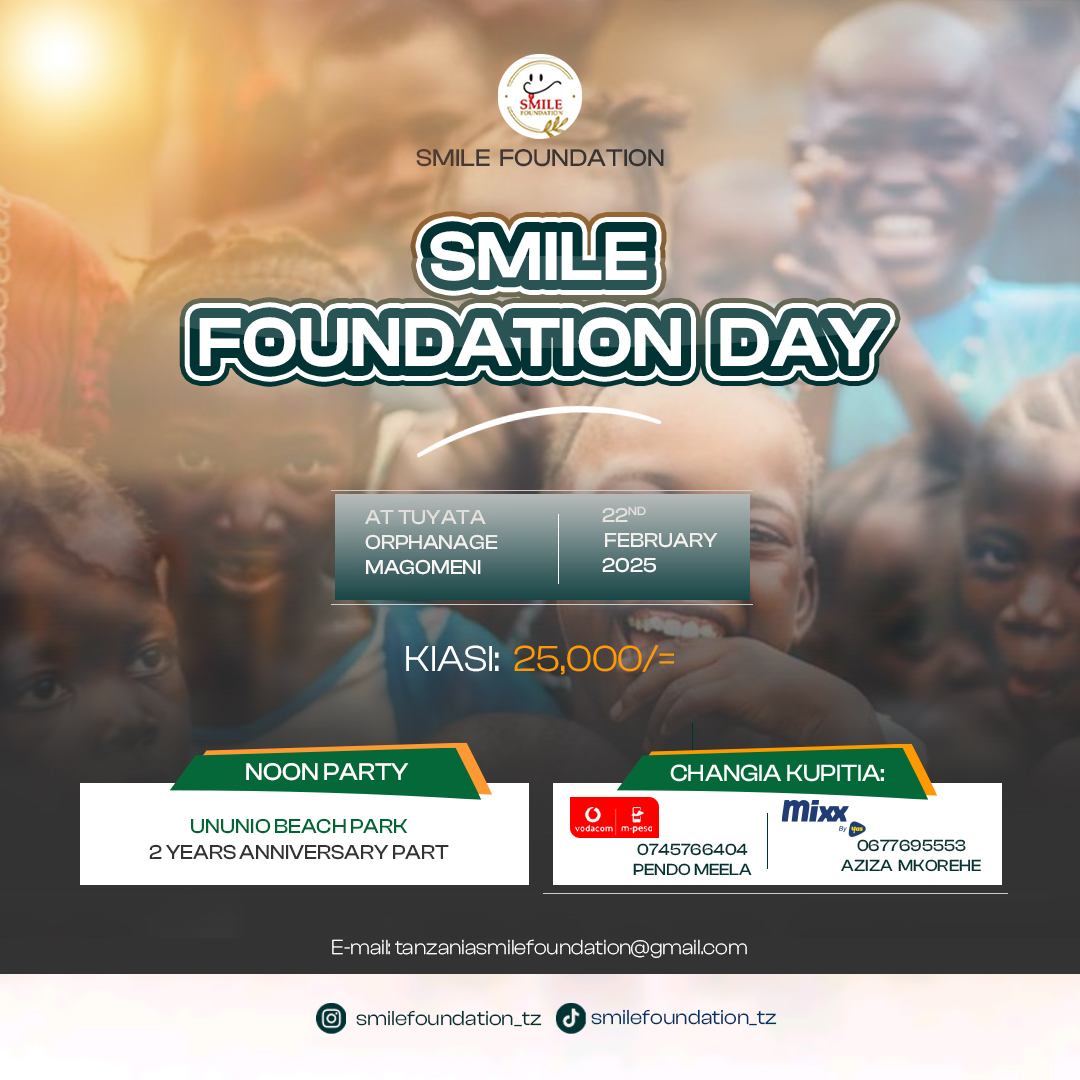 SMILE
FOUNDATION
SMILE FOUNDATION
SMILE
FOUNDATION DAY
AT TUYATA
ORPHANAGE
MAGOMENI
22ND
FEBRUARY
2025
KIASI: 25,000/=
NOON PARTY
UNUNIO BEACH PARK
2 YEARS ANNIVERSARY PART
CHANGIA KUPITIA:
vodacom m-pesa
0745766404
PENDO MEELA
mixx
By Yas
0677695553
AZIZA MKOREHE
E-mail: tanzaniasmilefoundation@gmail.com
smilefoundation_tz
smilefoundation_tz